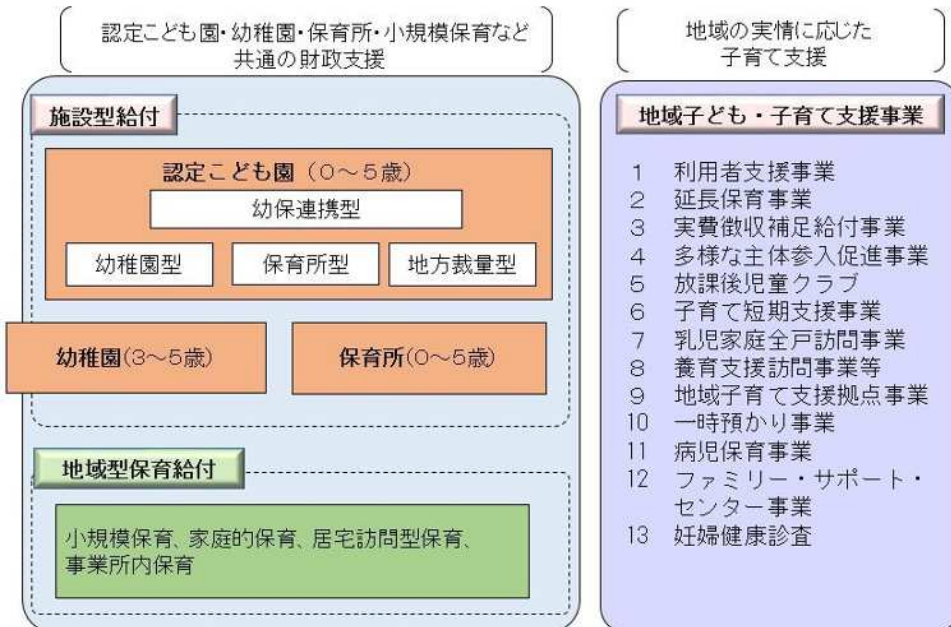 認定こども園・幼稚園・保育所・小規模保育など
共通の財政支援
施設型給付
認定こども園(0~5歳)
幼保連携型
幼稚園型
保育所型
地方裁量型
幼稚園(3~5歳)
保育所(0~5歳)
地域型保育給付
小規模保育、家庭的保育、居宅訪問型保育、
事業所内保育
地域の実情に応じた
子育て支援
地域子ども・子育て支援事業
1 利用者支援事業
2 延長保育事業
3 実費徴収補足給付事業
4 多様な主体参入促進事業
5 放課後児童クラブ
6 子育て短期支援事業
7 乳児家庭全戸訪問事業
8 養育支援訪問事業等
9 地域子育て支援拠点事業
10 一時預かり事業
11 病児保育事業
12 ファミリー・サポート・
センター事業
13 妊婦健康診査